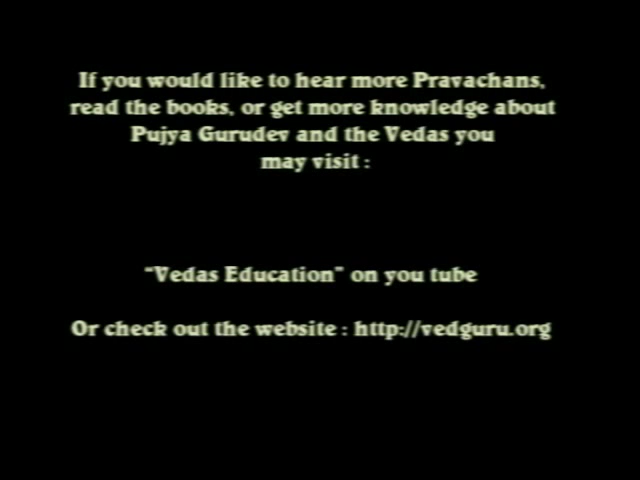 If you would like to hear more Pravachans,
read the books, or get more knowledge about
Pujya Gurudev and the Vedas you
may visit :
"Vedas Education" on you tube
Or check out the website : http://vedguru.org